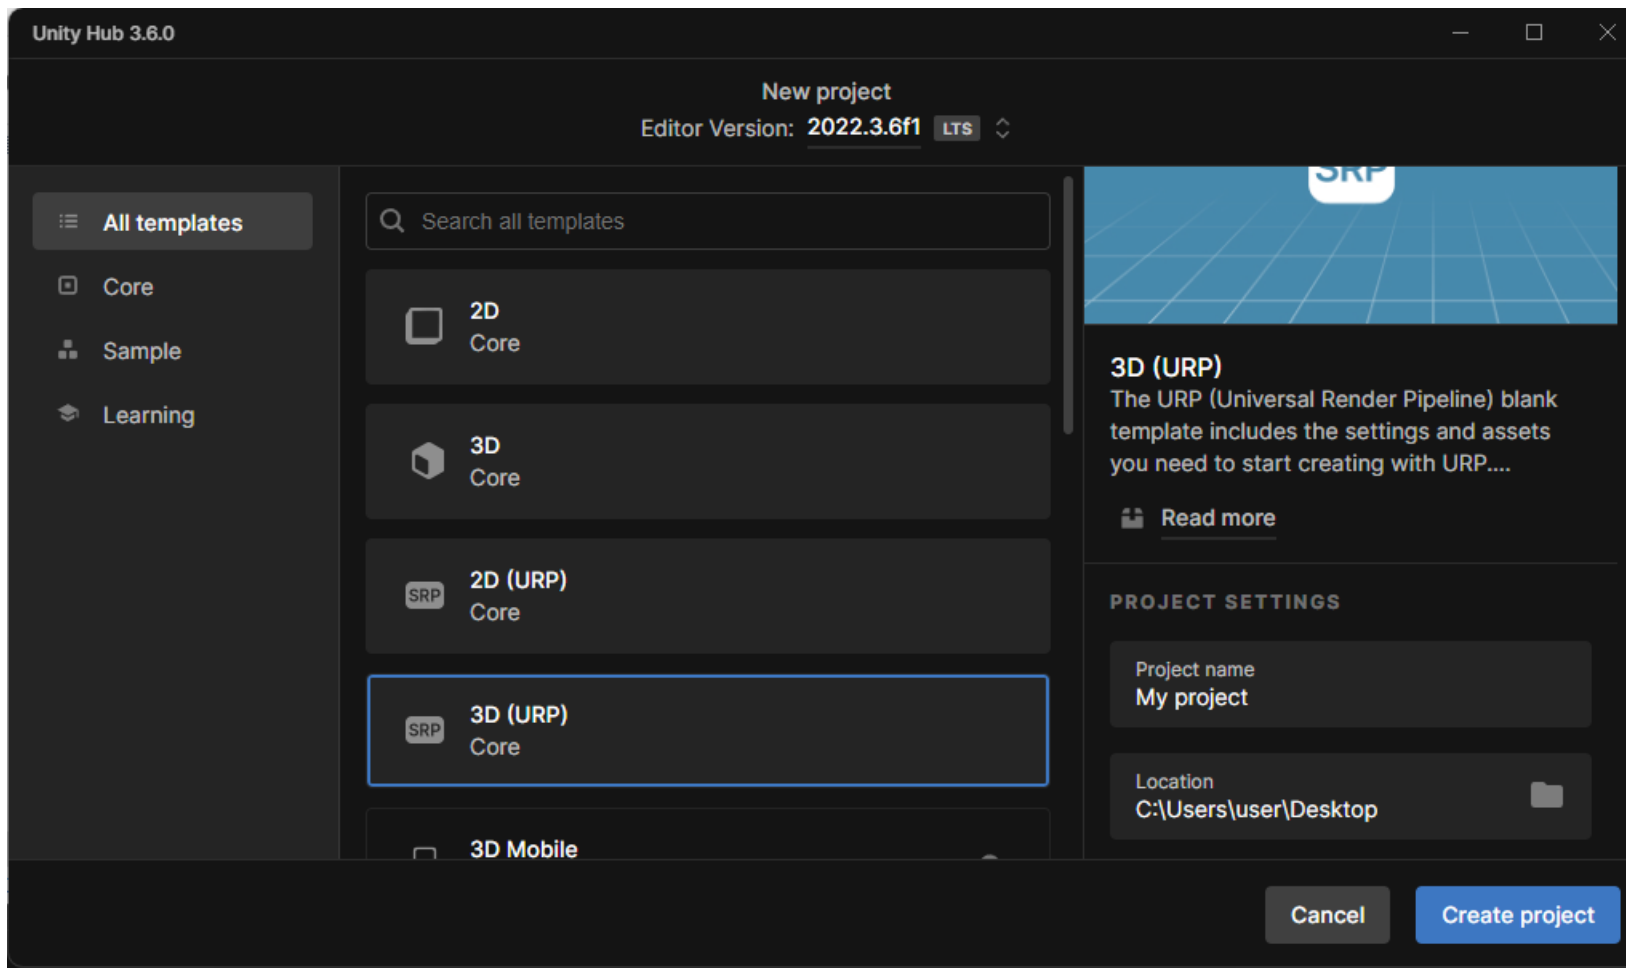 Unity Hub 3.6.0
New project
Editor Version: 2022.3.6f1 LTS
All templates
Core
Sample
Learning
Search all templates
2D
Core
3D
Core
SRP
2D (URP)
Core
SRP
3D (URP)
Core
3D Mobile
SRP
3D (URP)
The URP (Universal Render Pipeline) blank
template includes the settings and assets
you need to start creating with URP....
Read more
PROJECT SETTINGS
Project name
My project
Location
C:\Users\user\Desktop
Cancel
Create project